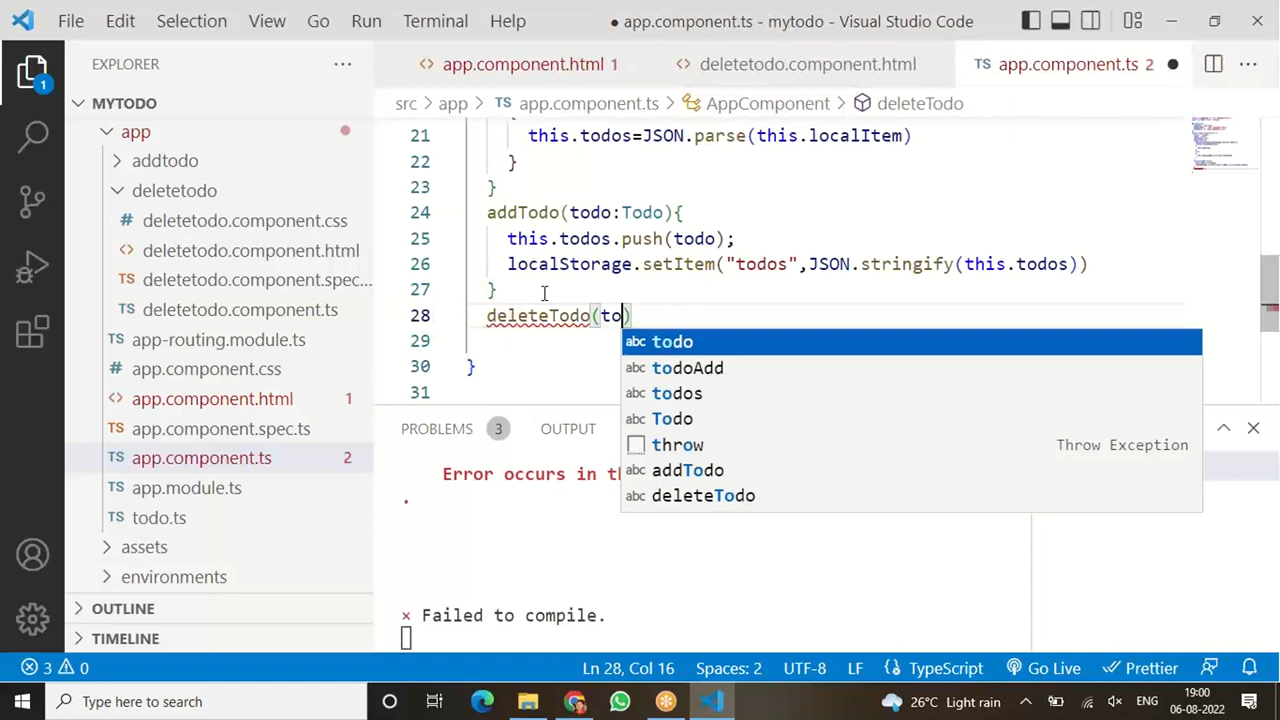 File Edit Selection View Go Run Terminal Help ● app.component.ts - mytodo - Visual Studio Code
EXPLORER
1
MYTODO
app
addtodo
deletetodo
deletetodo.component.css
deletetodo.component.html
TS deletetodo.component.spec...
TS deletetodo.component.ts
TS app-routing.module.ts
app.component.css
app.component.html 1
TS app.component.spec.ts
TS app.component.ts 2
TS app.module.ts
TS todo.ts
assets
environments
OUTLINE
TIMELINE
app.component.html 1 deletetodo.component.html TS app.component.ts 2
src > app > TS app.component.ts > AppComponent > deleteTodo
21 this.todos=JSON.parse(this.localItem)
22 }
23 }
24 addTodo(todo:Todo){
25 this.todos.push(todo);
26 localStorage.setItem("todos",JSON.stringify(this.todos))
27 }
28 deleteTodo(to)
29
30 }
31
abc todo
abc todoAdd
abc todos
abc Todo
throw Throw Exception
abc addTodo
abc deleteTodo
PROBLEMS 3 OUTPUT
Error occurs in th
.
× Failed to compile.
3 0 Ln 28, Col 16 Spaces: 2 UTF-8 LF TypeScript Go Live Prettier
Type here to search 26°C Light rain ENG 19:00
06-08-2022